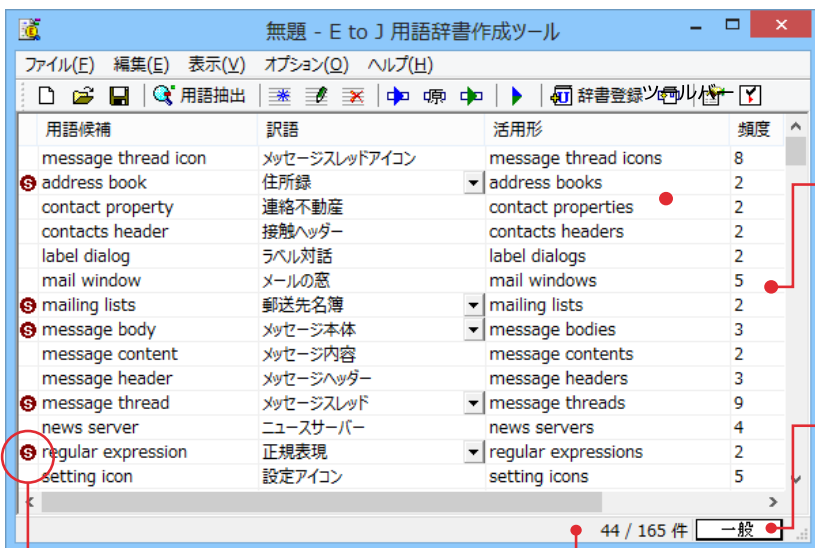 無題 - E to J 用語辞書作成ツール
ファイル(F) 編集(E) 表示(V) オプション(O) ヘルプ(H)
用語抽出 原 辞書登録 ツールバー
用語候補 訳語 活用形 頻度
message thread icon メッセージスレッドアイコン message thread icons 8
S address book 住所録 address books 2
contact property 連絡不動産 contact properties 2
contacts header 接触ヘッダー contacts headers 2
label dialog ラベル対話 label dialogs 2
mail window メールの窓 mail windows 5
S mailing lists 郵送先名簿 mailing lists 2
S message body メッセージ本体 message bodies 3
message content メッセージ内容 message contents 2
message header メッセージヘッダー message headers 3
S message thread メッセージスレッド message threads 9
news server ニュースサーバー news servers 4
S regular expression 正規表現 regular expressions 2
setting icon 設定アイコン setting icons 5
44 / 165 件 一般